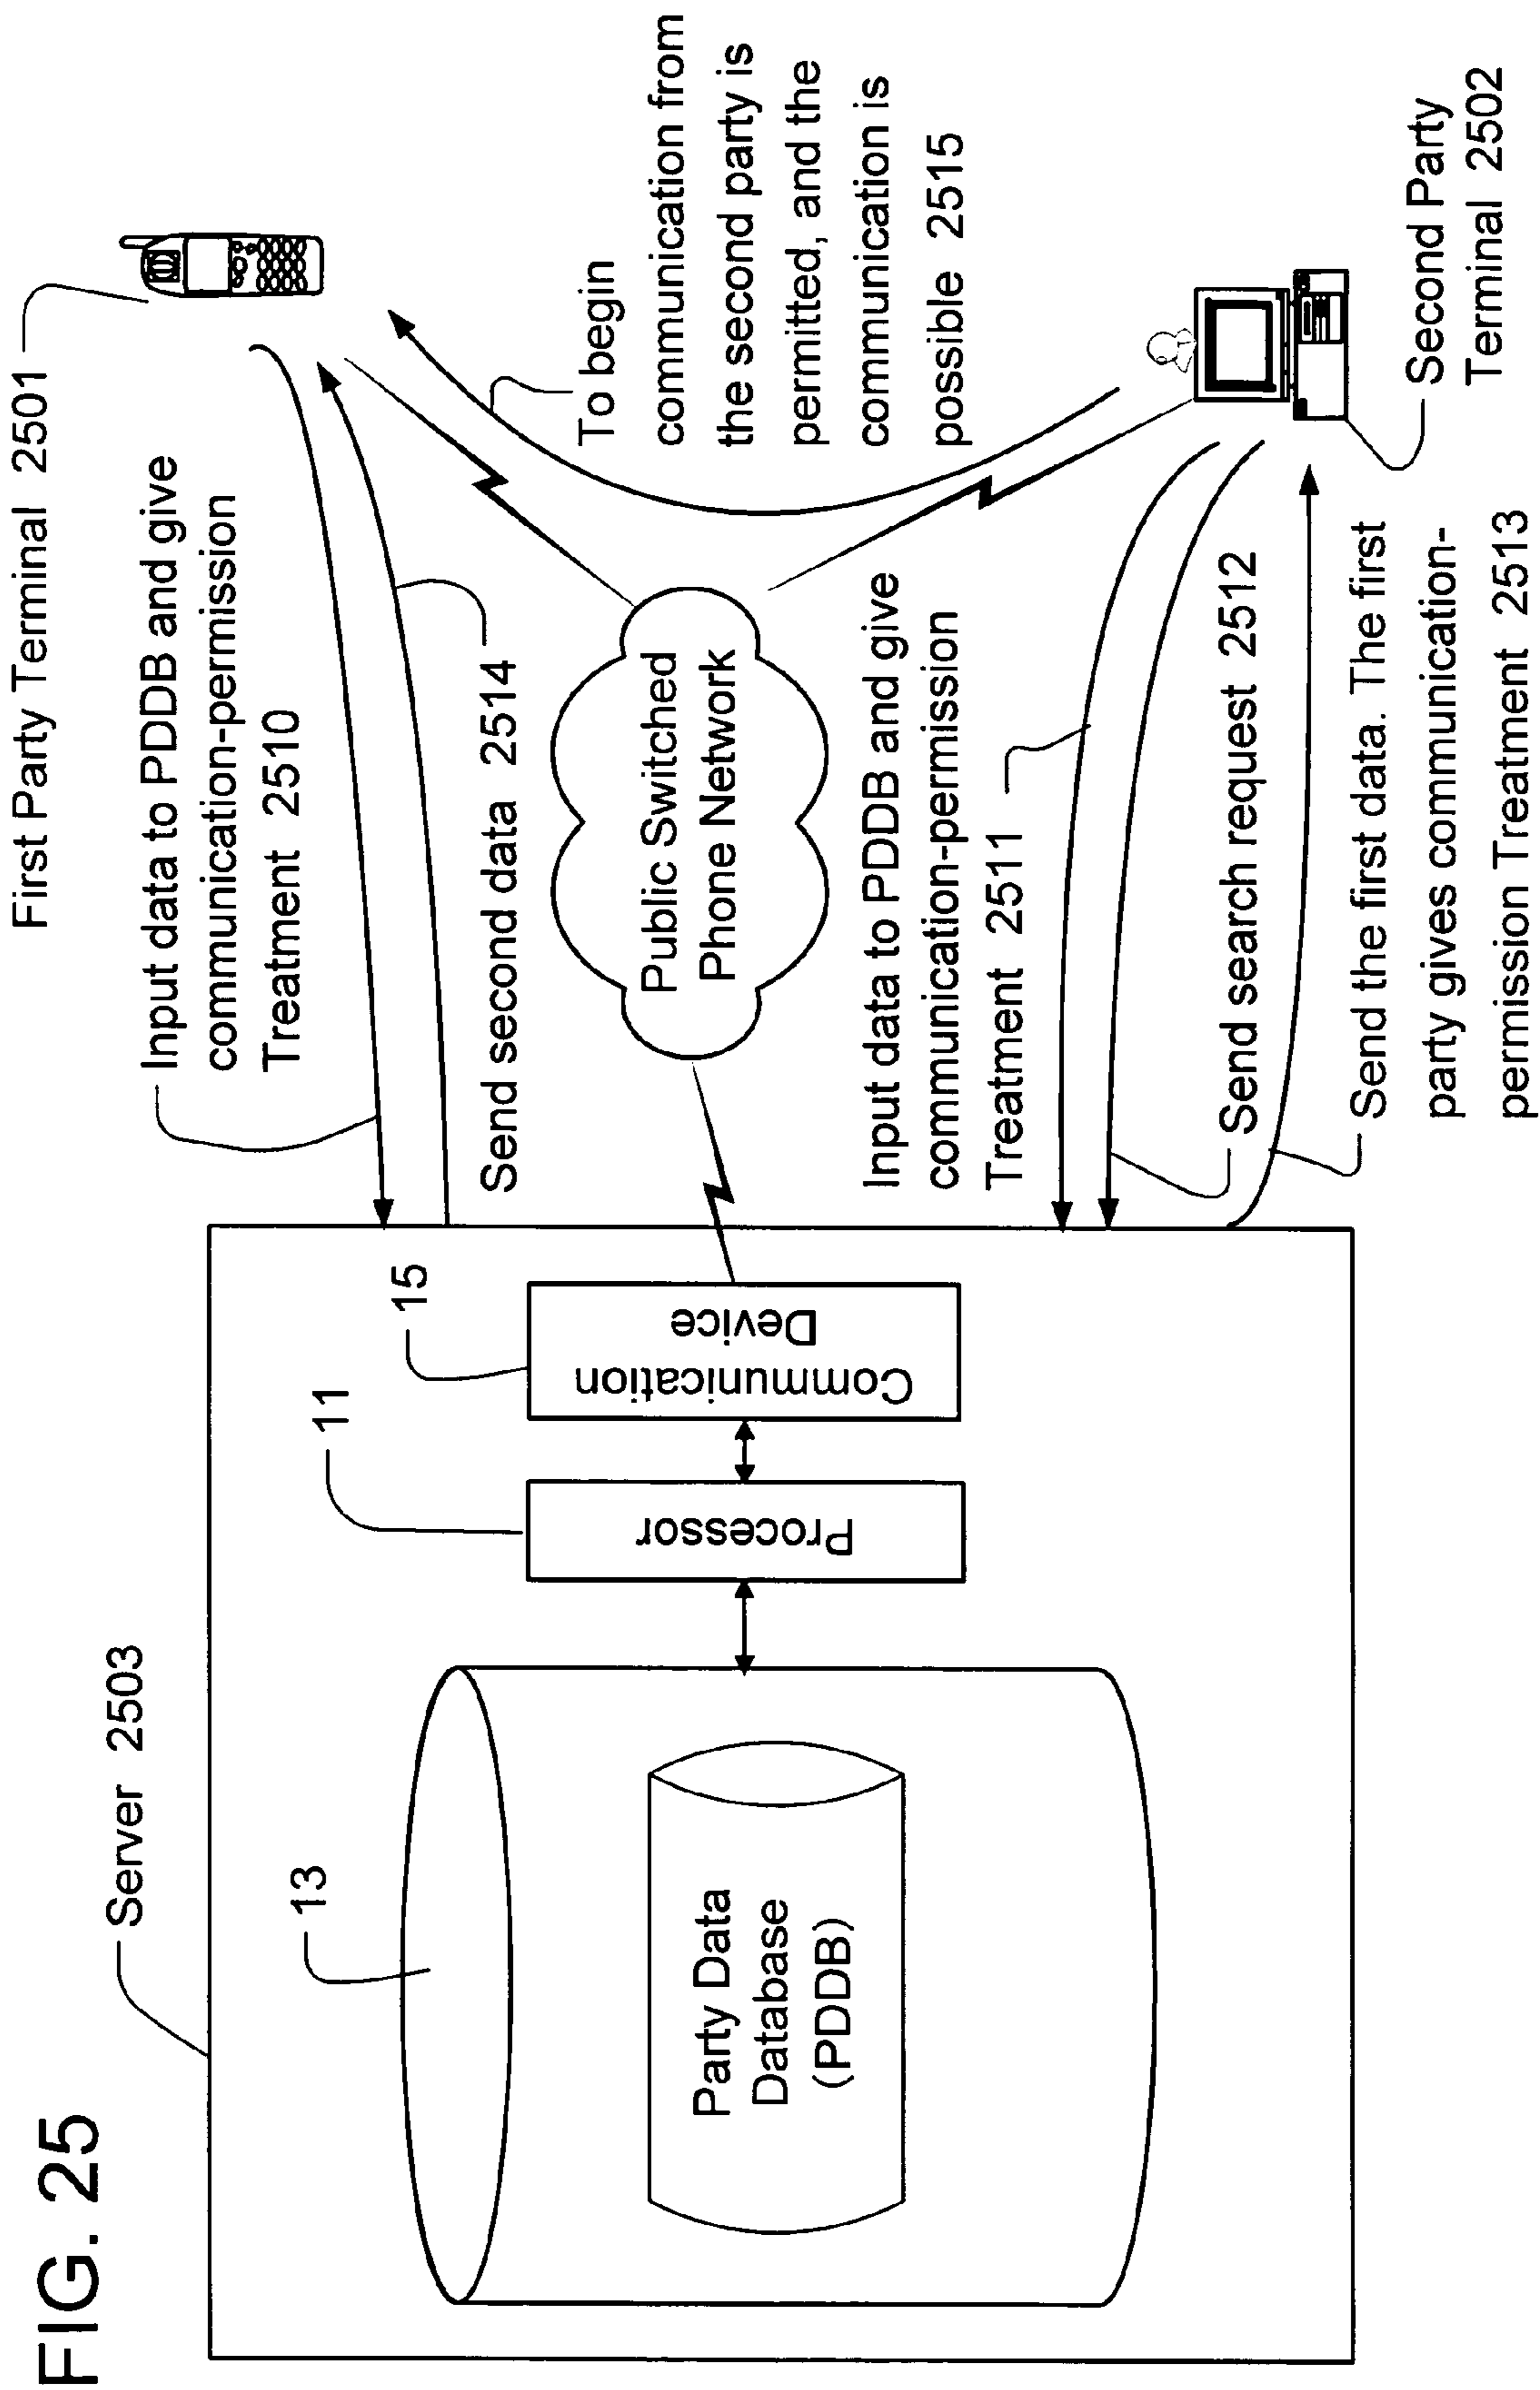 FIG. 25
Server 2503
13
Party Data
Database
(PDDB)
11
Processor
15
Communication
Device
First Party Terminal 2501
Input data to PDDB and give
communication-permission
Treatment 2510
Send second data 2514
Public Switched
Phone Network
To begin
communication from
the second party is
permitted, and the
communication is
possible 2515
Input data to PDDB and give
communication-permission
Treatment 2511
Send search request 2512
Send the first data. The first
party gives communication-
permission Treatment 2513
Second Party
Terminal 2502